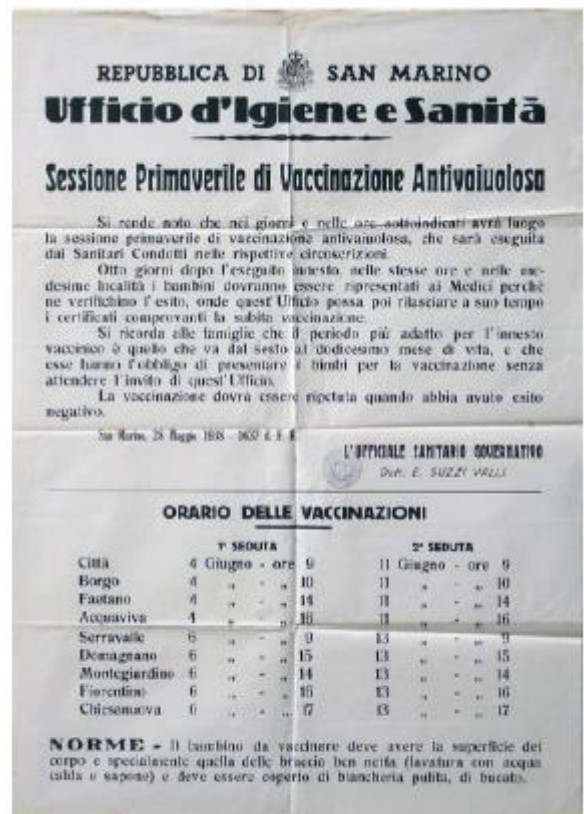 REPUBBLICA DI SAN MARINO
Ufficio d'Igiene e Sanità
Sessione Primaverile di Vaccinazione Antivaiuolosa
Si rende noto che nei giorni e nelle ore sottoindicati avrà luogo
la sessione primaverile di vaccinazione antivaiuolosa, che sarà eseguita
dai Sanitari Condotti nelle rispettive circoscrizioni.
Otto giorni dopo l'eseguito innesto, nelle stesse ore e nelle me-
desime località i bambini dovranno essere ripresentati ai Medici perchè
ne verifichino l'esito, onde quest'Ufficio possa poi rilasciare a suo tempo
i certificati comprovanti la subita vaccinazione.
Si ricorda alle famiglie che il periodo più adatto per l'innesto
vaccinico è quello che va dal sesto al dodicesimo mese di vita, e che
esse hanno l'obbligo di presentare i bimbi per la vaccinazione senza
attendere l'invito di quest'Ufficio.
La vaccinazione dovrà essere ripetuta quando abbia avuto esito
negativo.
San Marino, 28 Maggio 1938 - 1637 d. F. R.
L'UFFICIALE SANITARIO GOVERNATIVO
Dott. E. SUZZI VALLI
ORARIO DELLE VACCINAZIONI
1ª SEDUTA 2ª SEDUTA
Città 4 Giugno - ore 9 11 Giugno - ore 9
Borgo 4 „ - „ 10 11 „ - „ 10
Faetano 4 „ - „ 14 11 „ - „ 14
Acquaviva 4 „ - „ 16 11 „ - „ 16
Serravalle 6 „ - „ 9 13 „ - „ 9
Domagnano 6 „ - „ 15 13 „ - „ 15
Montegiardino 6 „ - „ 14 13 „ - „ 14
Fiorentino 6 „ - „ 16 13 „ - „ 16
Chiesanuova 6 „ - „ 17 13 „ - „ 17
NORME - Il bambino da vaccinare deve avere la superficie del
corpo e specialmente quella delle braccia ben netta (lavatura con acqua
calda e sapone) e deve essere coperto di biancheria pulita, di bucato.